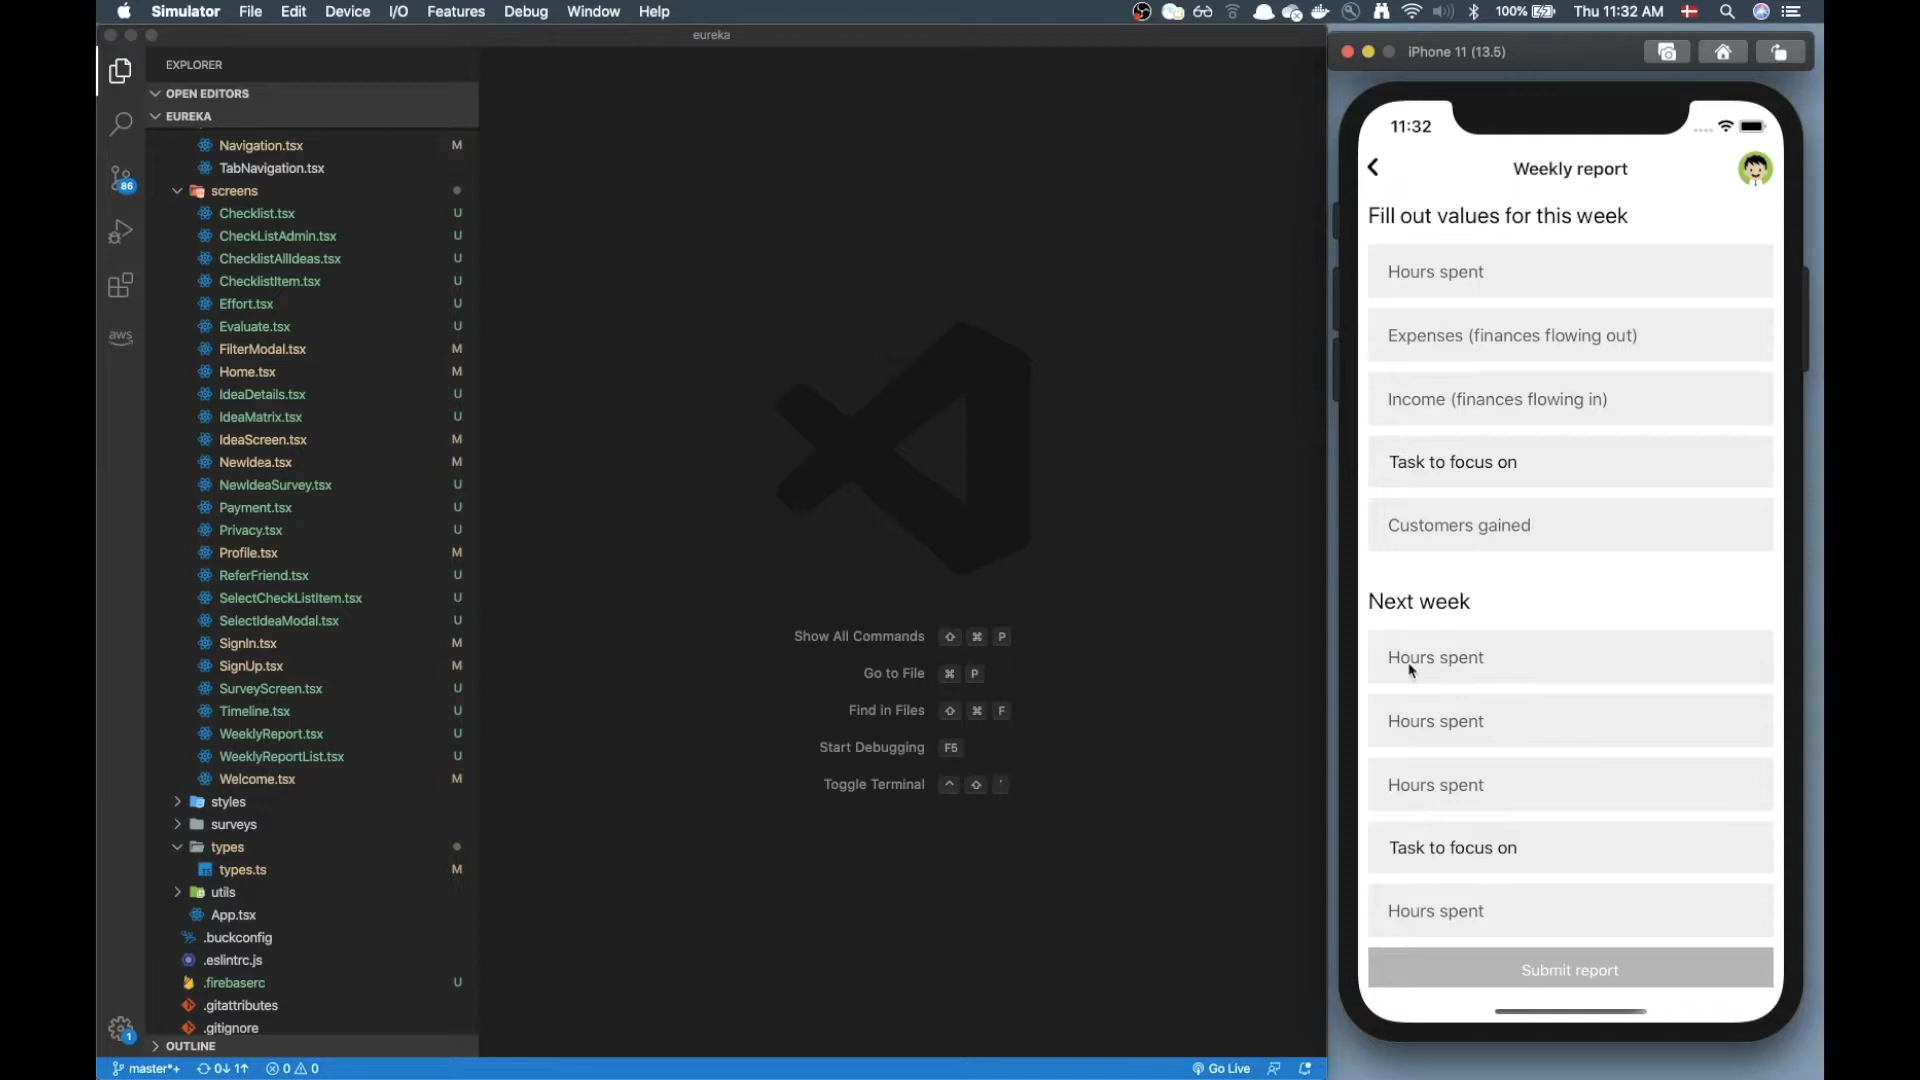 Simulator File Edit Device I/O Features Debug Window Help
100% Thu 11:32 AM
eureka
EXPLORER
OPEN EDITORS
EUREKA
Navigation.tsx M
TabNavigation.tsx
screens
Checklist.tsx U
CheckListAdmin.tsx U
ChecklistAllIdeas.tsx U
ChecklistItem.tsx U
Effort.tsx U
Evaluate.tsx U
FilterModal.tsx M
Home.tsx M
IdeaDetails.tsx U
IdeaMatrix.tsx U
IdeaScreen.tsx M
NewIdea.tsx M
NewIdeaSurvey.tsx U
Payment.tsx U
Privacy.tsx U
Profile.tsx M
ReferFriend.tsx U
SelectCheckListItem.tsx U
SelectIdeaModal.tsx U
SignIn.tsx M
SignUp.tsx M
SurveyScreen.tsx U
Timeline.tsx U
WeeklyReport.tsx U
WeeklyReportList.tsx U
Welcome.tsx M
styles
surveys
types
TS types.ts M
utils
App.tsx
.buckconfig
.eslintrc.js
.firebaserc U
.gitattributes
.gitignore
OUTLINE
86
aws
1
master*+ 0↓ 1↑ 0 0
Go Live
Show All Commands ⇧ ⌘ P
Go to File ⌘ P
Find in Files ⇧ ⌘ F
Start Debugging F5
Toggle Terminal ^ ⇧ '
iPhone 11 (13.5)
11:32
Weekly report
Fill out values for this week
Hours spent
Expenses (finances flowing out)
Income (finances flowing in)
Task to focus on
Customers gained
Next week
Hours spent
Hours spent
Hours spent
Task to focus on
Hours spent
Submit report